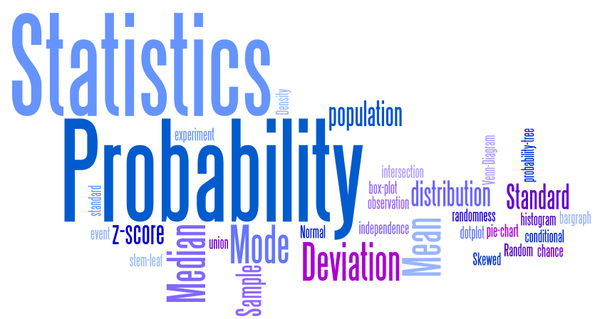 Statistics
Density
population
Probability
experiment
standard
intersection
Venn-Diagram
probability-tree
box-plot
observation
distribution
Standard
event
z-score
Median
union
Mode
Normal
independence
Mean
randomness
histogram
bargraph
dotplot
pie-chart
conditional
stem-leaf
Sample
Deviation
Skewed
Random
chance